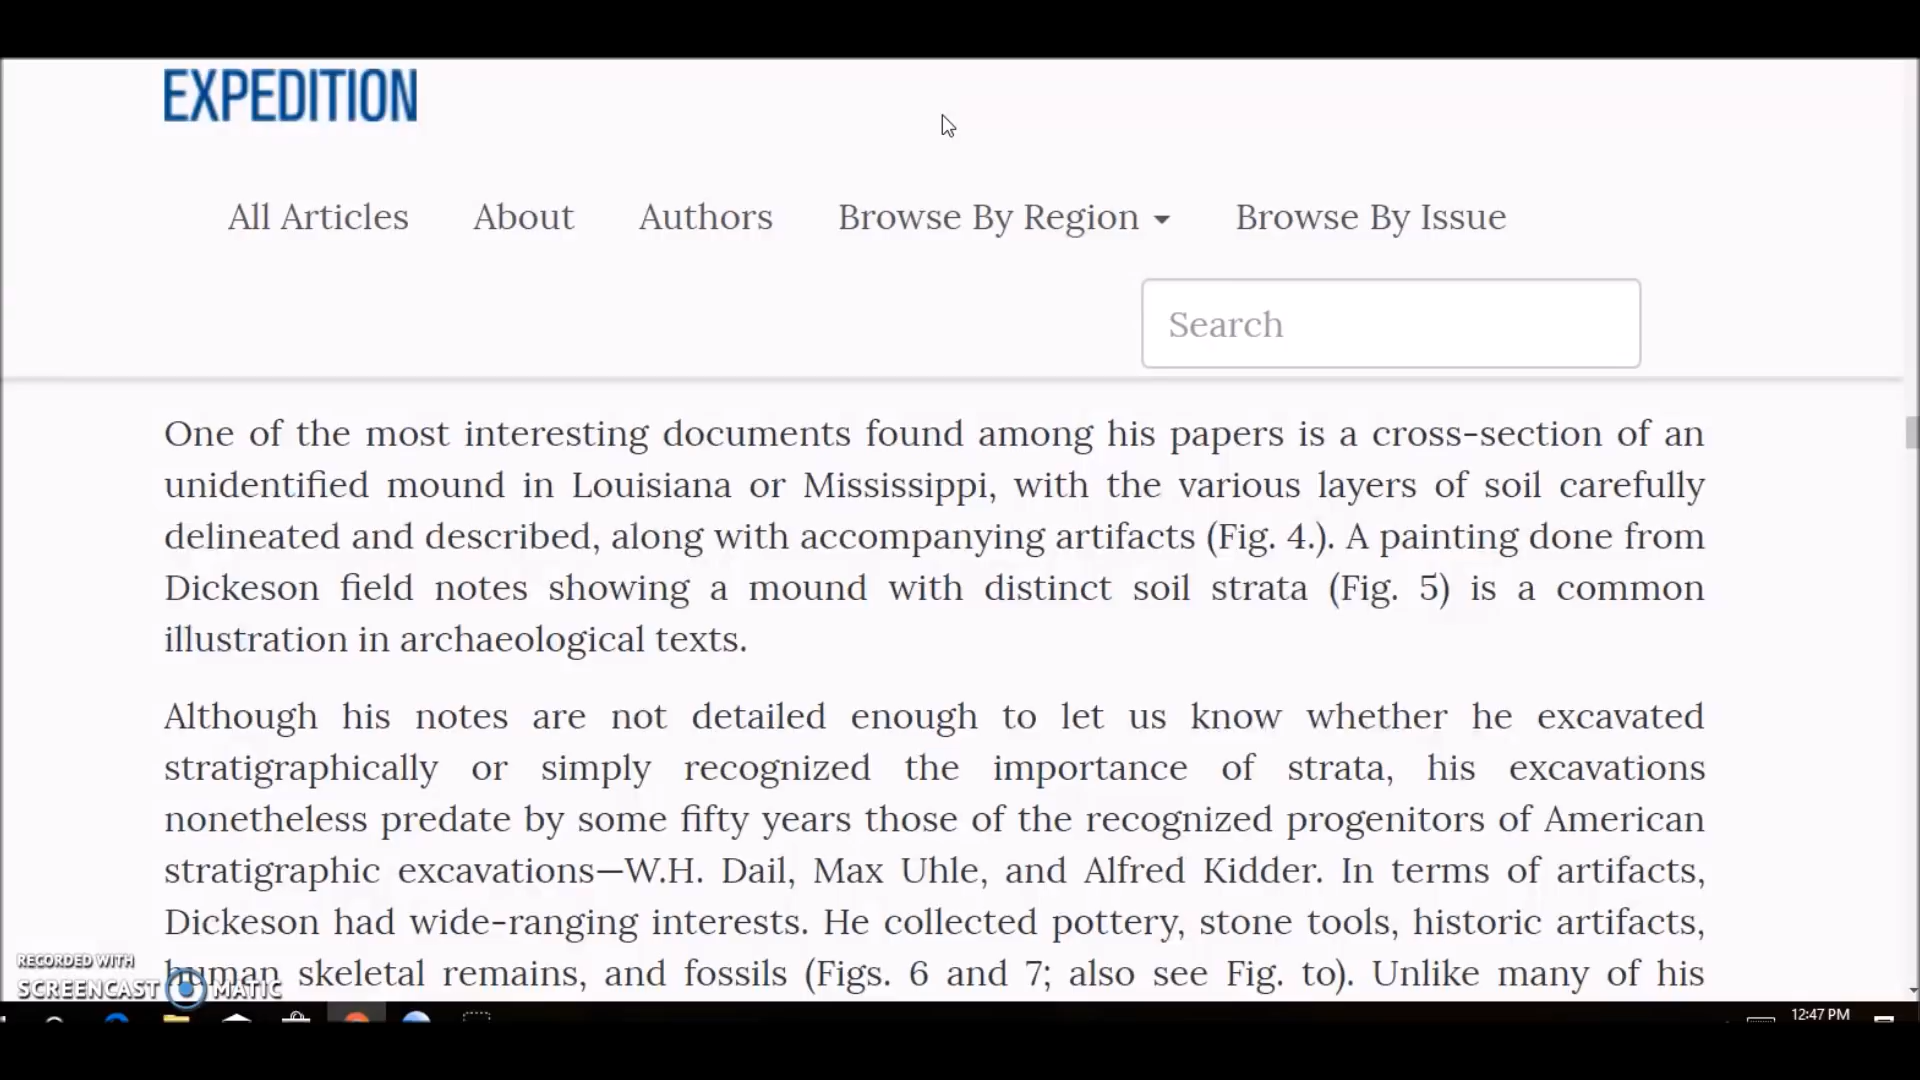 EXPEDITION
All Articles About Authors Browse By Region Browse By Issue
Search
One of the most interesting documents found among his papers is a cross-section of an
unidentified mound in Louisiana or Mississippi, with the various layers of soil carefully
delineated and described, along with accompanying artifacts (Fig. 4.). A painting done from
Dickeson field notes showing a mound with distinct soil strata (Fig. 5) is a common
illustration in archaeological texts.
Although his notes are not detailed enough to let us know whether he excavated
stratigraphically or simply recognized the importance of strata, his excavations
nonetheless predate by some fifty years those of the recognized progenitors of American
stratigraphic excavations—W.H. Dail, Max Uhle, and Alfred Kidder. In terms of artifacts,
Dickeson had wide-ranging interests. He collected pottery, stone tools, historic artifacts,
human skeletal remains, and fossils (Figs. 6 and 7; also see Fig. to). Unlike many of his
RECORDED WITH
SCREENCAST MATIC
12:47 PM